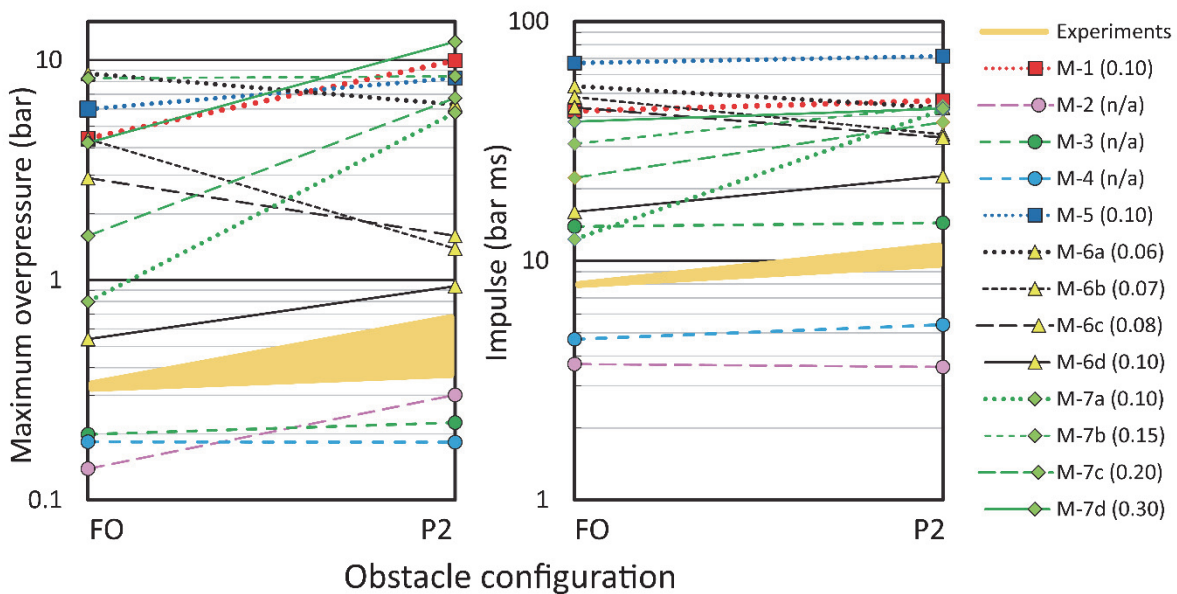 Maximum overpressure (bar)
10
1
0.1
FO
P2
Impulse (bar ms)
100
10
1
FO
P2
Obstacle configuration
Experiments
M-1 (0.10)
M-2 (n/a)
M-3 (n/a)
M-4 (n/a)
M-5 (0.10)
M-6a (0.06)
M-6b (0.07)
M-6c (0.08)
M-6d (0.10)
M-7a (0.10)
M-7b (0.15)
M-7c (0.20)
M-7d (0.30)